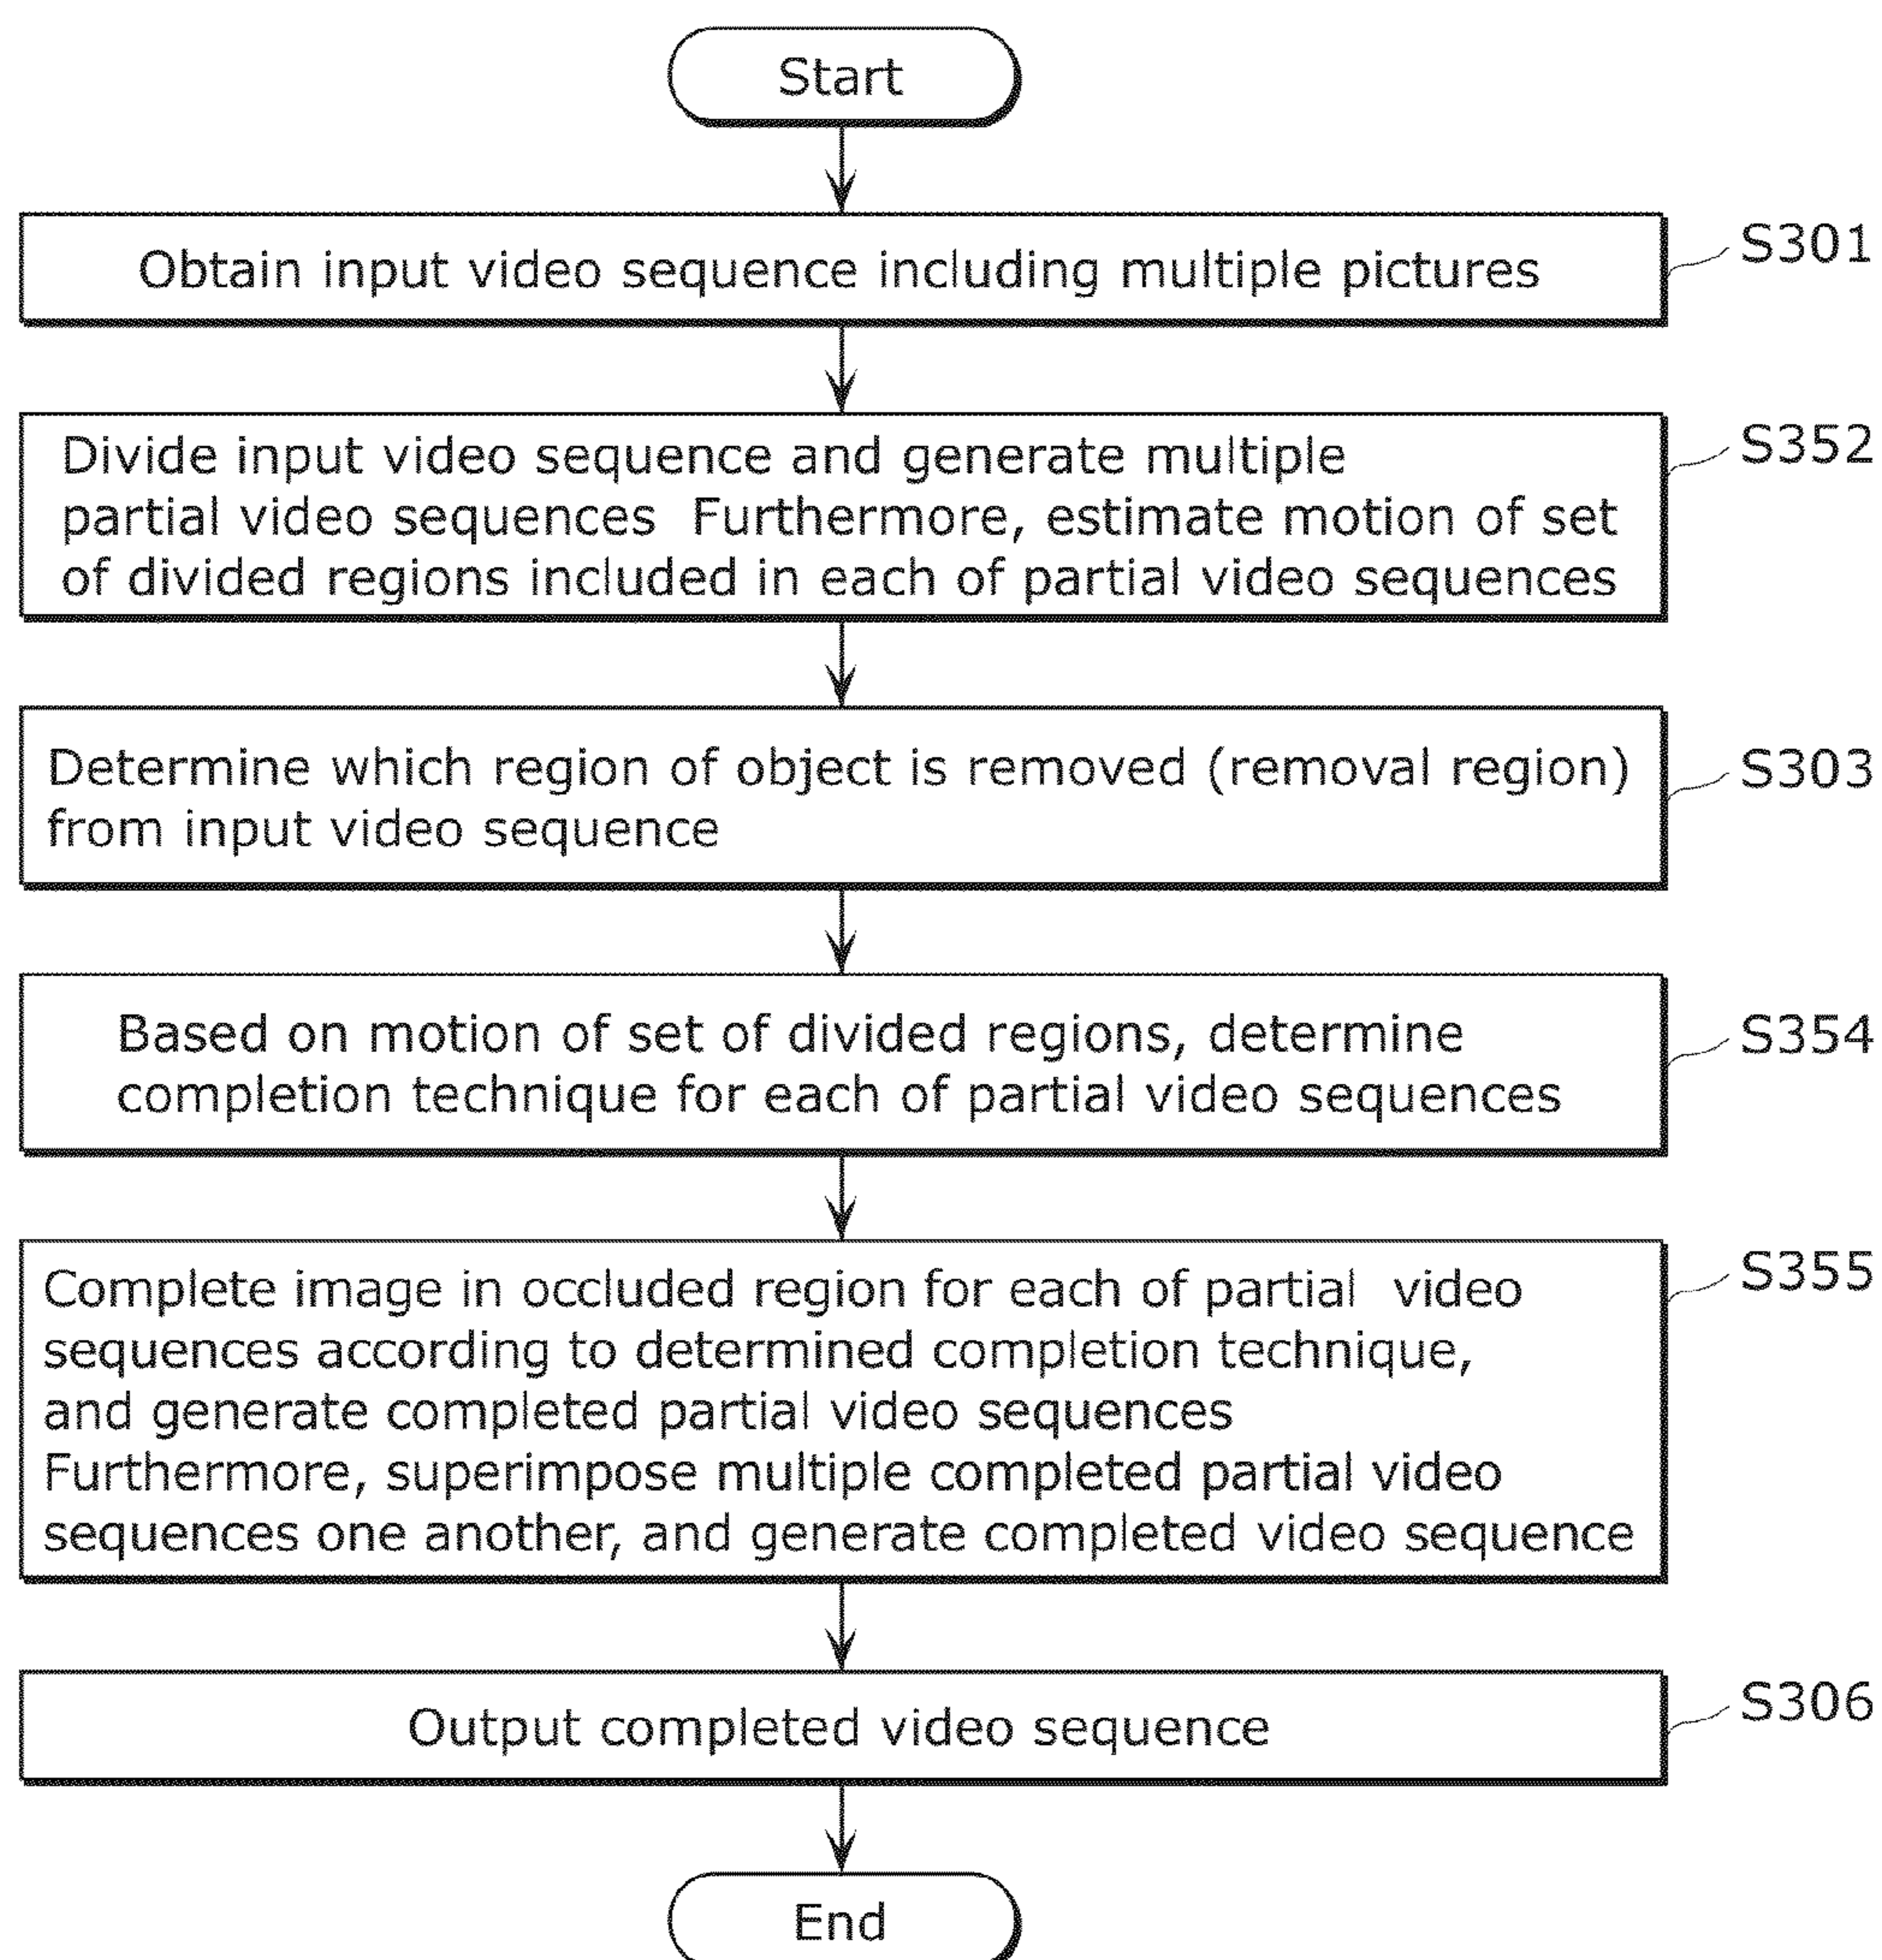 Start
Obtain input video sequence including multiple pictures
S301
Divide input video sequence and generate multiple
partial video sequences  Furthermore, estimate motion of set
of divided regions included in each of partial video sequences
S352
Determine which region of object is removed (removal region)
from input video sequence
S303
Based on motion of set of divided regions, determine
completion technique for each of partial video sequences
S354
Complete image in occluded region for each of partial  video
sequences according to determined completion technique,
and generate completed partial video sequences
Furthermore, superimpose multiple completed partial video
sequences one another, and generate completed video sequence
S355
Output completed video sequence
S306
End